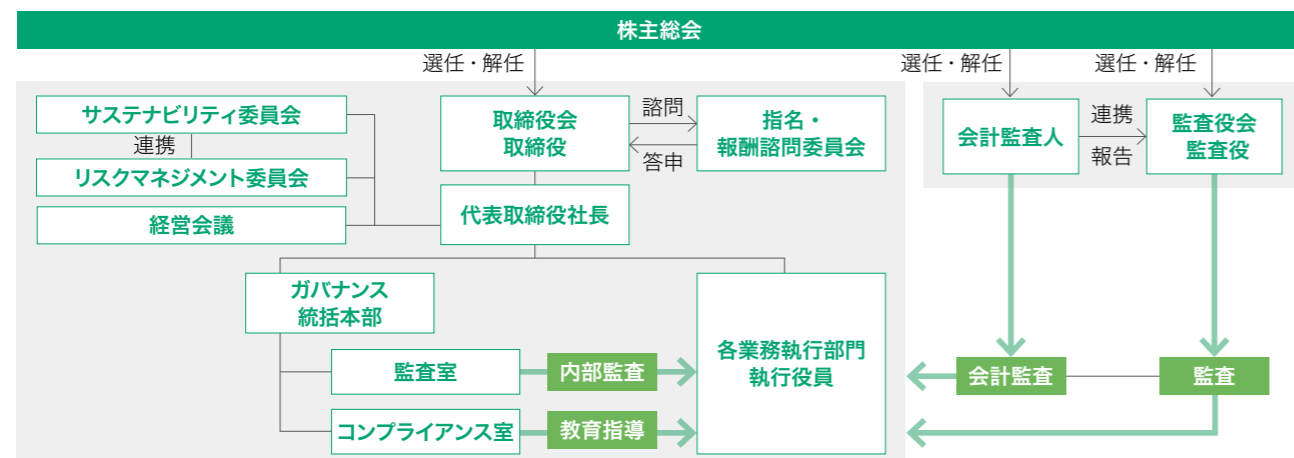 株主総会
選任・解任
選任・解任
選任・解任
サステナビリティ委員会
連携
リスクマネジメント委員会
経営会議
取締役会
取締役
諮問
答申
指名・
報酬諮問委員会
代表取締役社長
会計監査人
連携
報告
監査役会
監査役
ガバナンス
統括本部
監査室
内部監査
コンプライアンス室
教育指導
各業務執行部門
執行役員
会計監査
監査